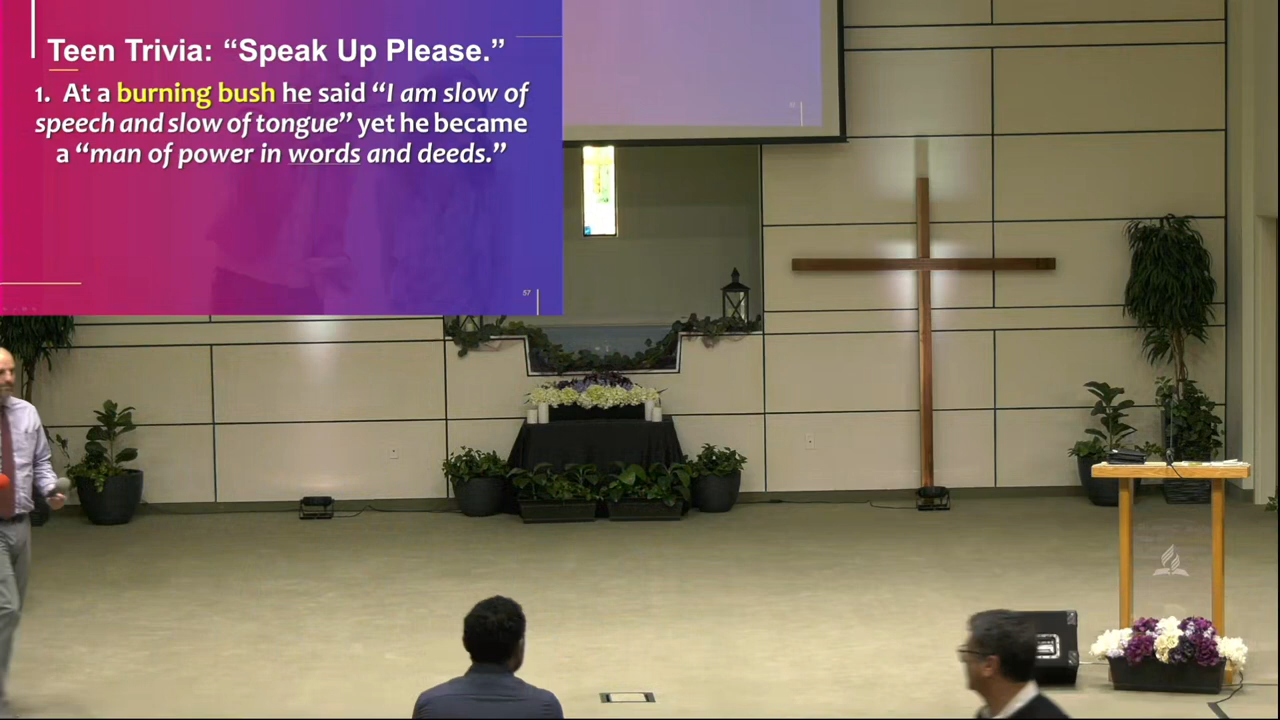 Teen Trivia: “Speak Up Please.”
1. At a burning bush he said “I am slow of
speech and slow of tongue” yet he became
a “man of power in words and deeds.”
57